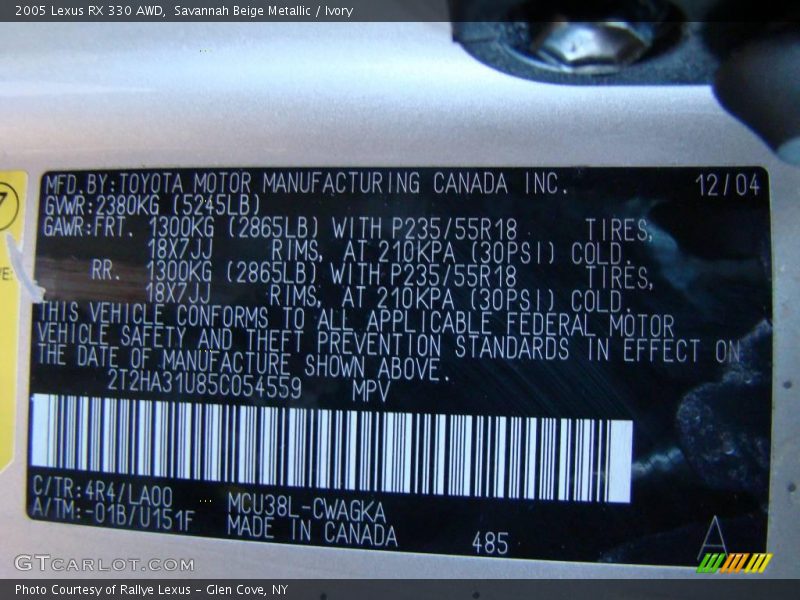 2005 Lexus RX 330 AWD, Savannah Beige Metallic / Ivory
MFD.BY:TOYOTA MOTOR MANUFACTURING CANADA INC. 12/04
GVWR:2380KG (5245LB)
GAWR:FRT. 1300KG (2865LB) WITH P235/55R18 TIRES,
18X7JJ RIMS, AT 210KPA (30PSI) COLD.
RR. 1300KG (2865LB) WITH P235/55R18 TIRES,
18X7JJ RIMS, AT 210KPA (30PSI) COLD.
THIS VEHICLE CONFORMS TO ALL APPLICABLE FEDERAL MOTOR
VEHICLE SAFETY AND THEFT PREVENTION STANDARDS IN EFFECT ON
THE DATE OF MANUFACTURE SHOWN ABOVE.
2T2HA31U85C054559 MPV
C/TR:4R4/LA00 MCU38L-CWAGKA
A/TM:-01B/U151F MADE IN CANADA 485 A
GTCARLOT.COM
Photo Courtesy of Rallye Lexus - Glen Cove, NY